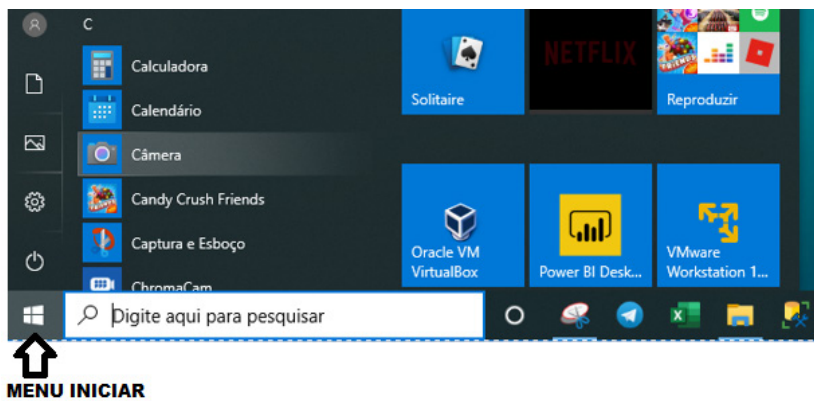 C
Calculadora
Calendário
Câmera
Candy Crush Friends
Captura e Esboço
ChromaCam
Solitaire
NETFLIX
FRIENDS
Reproduzir
Oracle VM
VirtualBox
Power BI Desk...
VMware
Workstation 1...
Digite aqui para pesquisar
MENU INICIAR